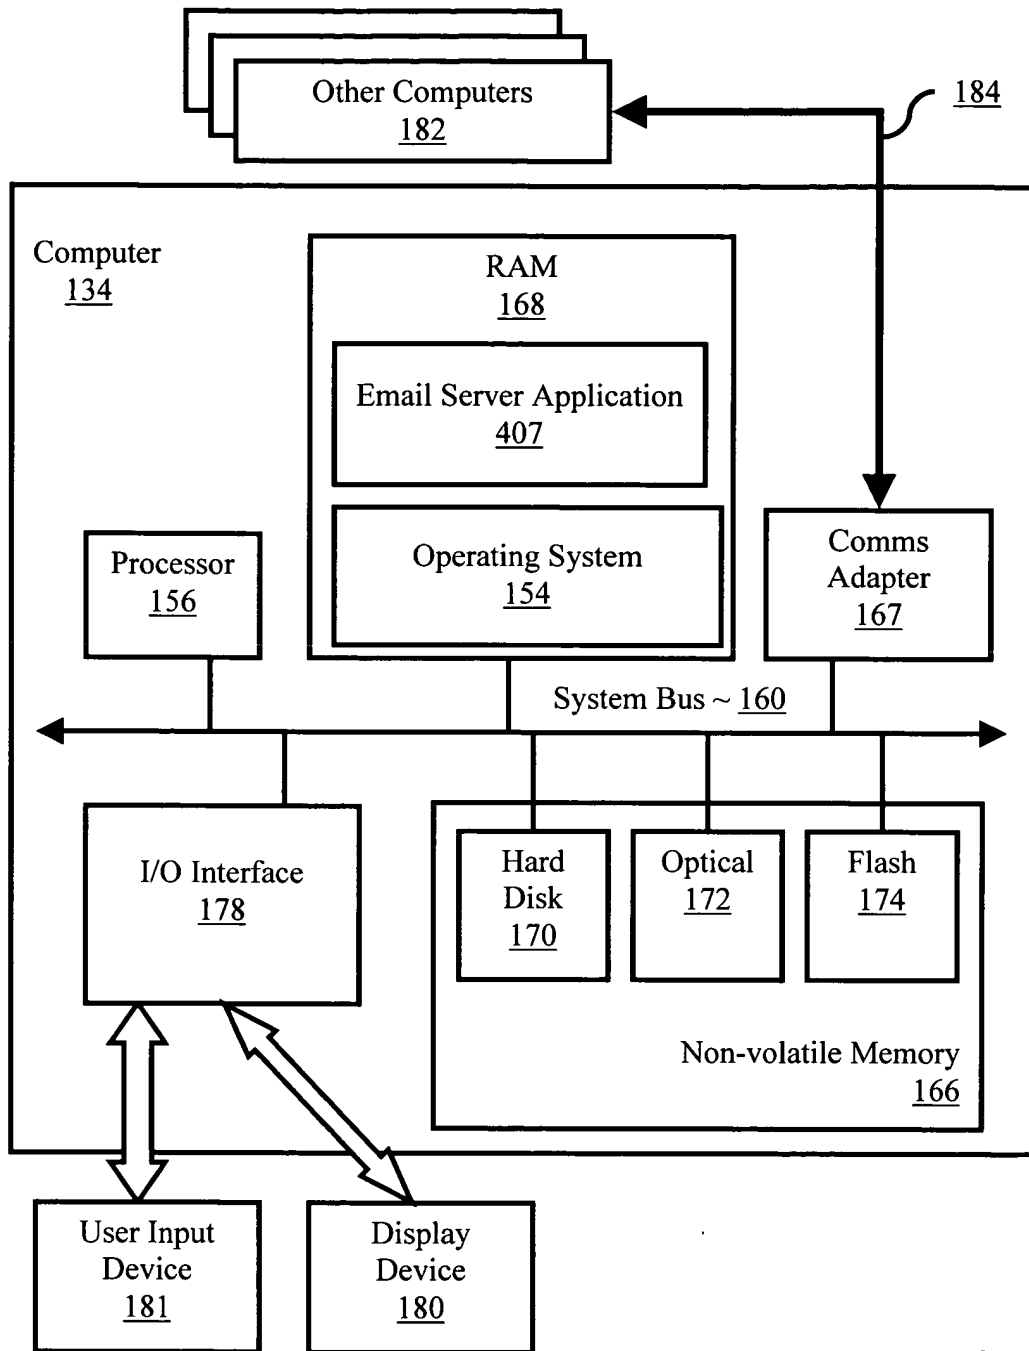 Other Computers
182
184
Computer
134
RAM
168
Email Server Application
407
Operating System
154
Processor
156
Comms
Adapter
167
System Bus ~ 160
I/O Interface
178
Hard
Disk
170
Optical
172
Flash
174
Non-volatile Memory
166
User Input
Device
181
Display
Device
180